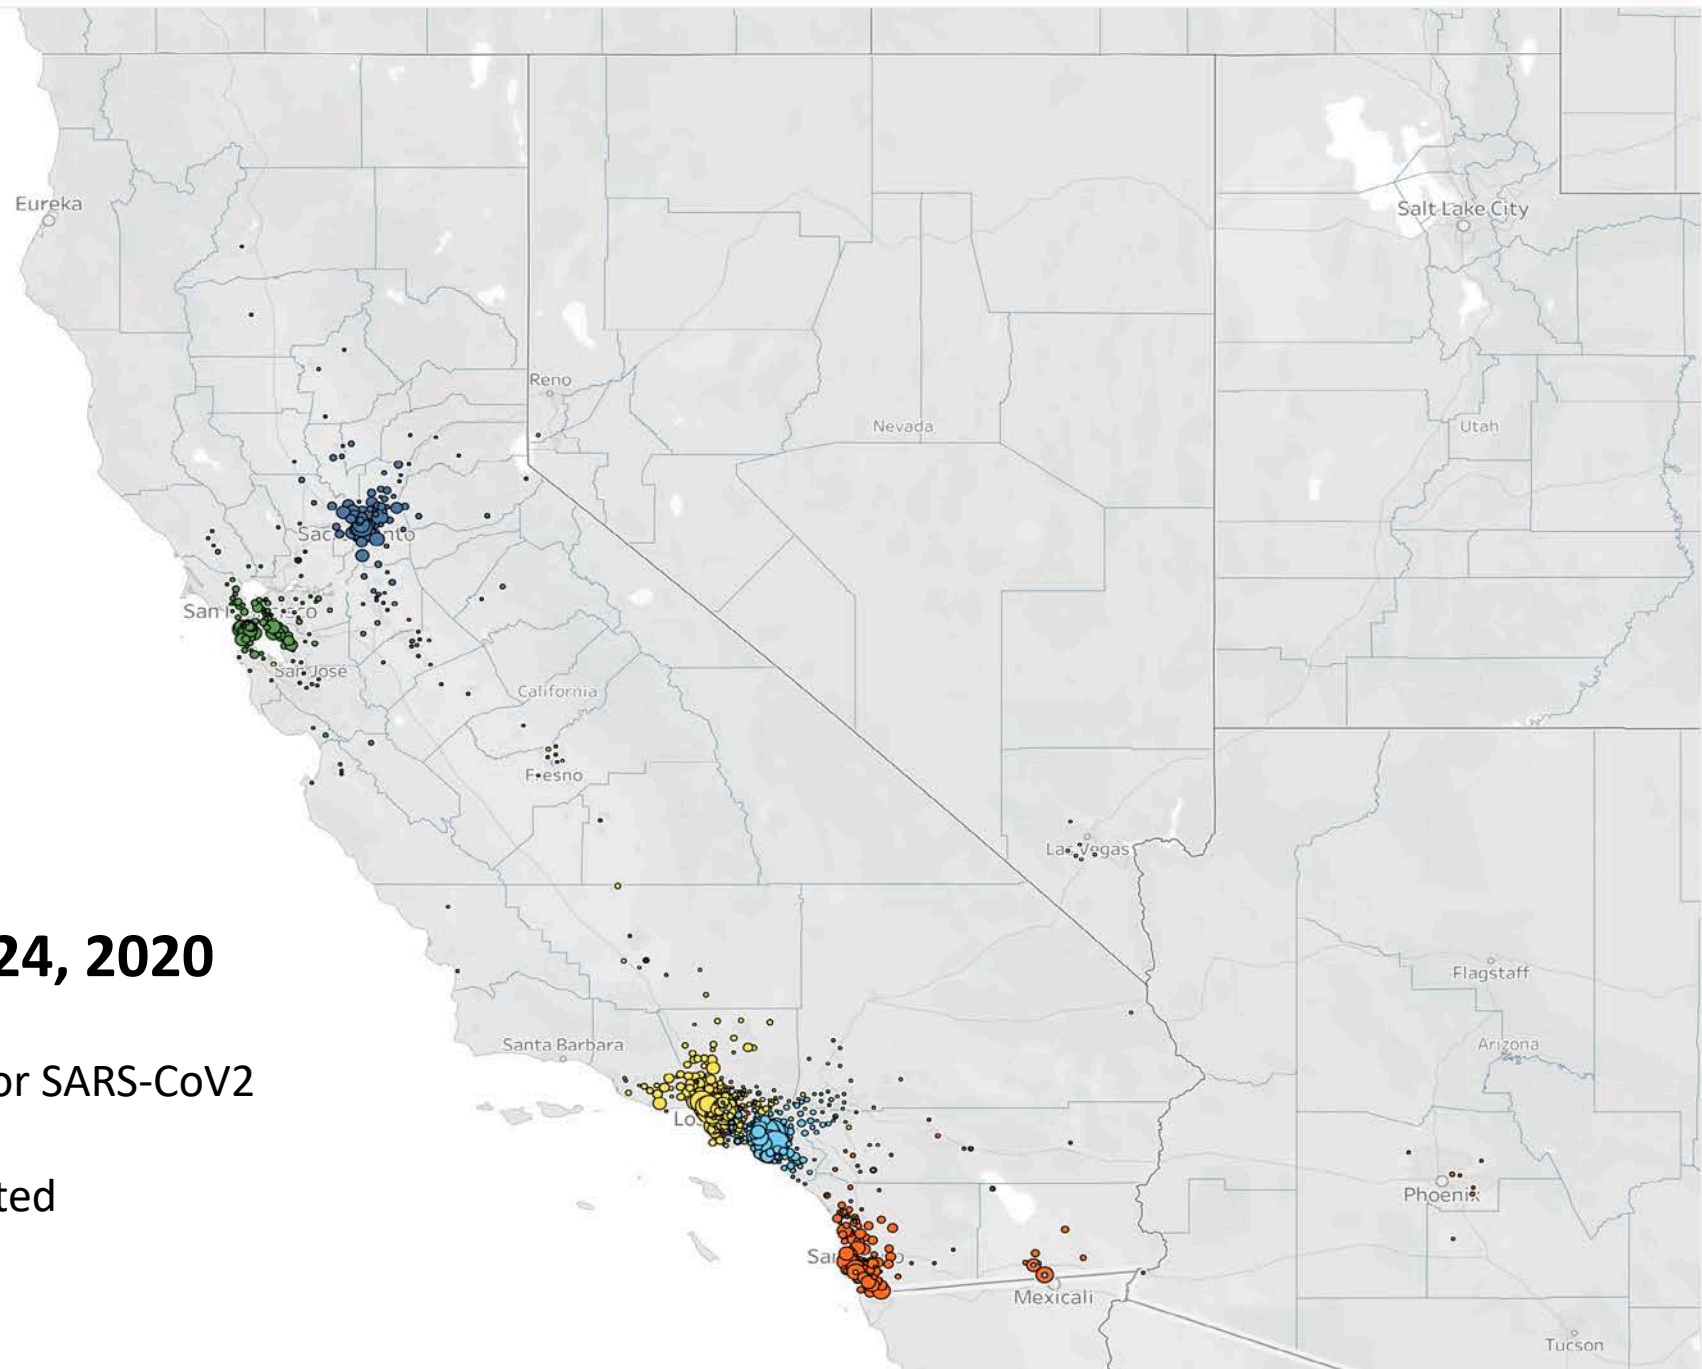 Eureka
Salt Lake City
Reno
Nevada
Utah
San José
California
Fresno
Las Vegas
24, 2020
Flagstaff
Santa Barbara
Arizona
or SARS-CoV2
ted
Phoenix
Mexicali
Tucson